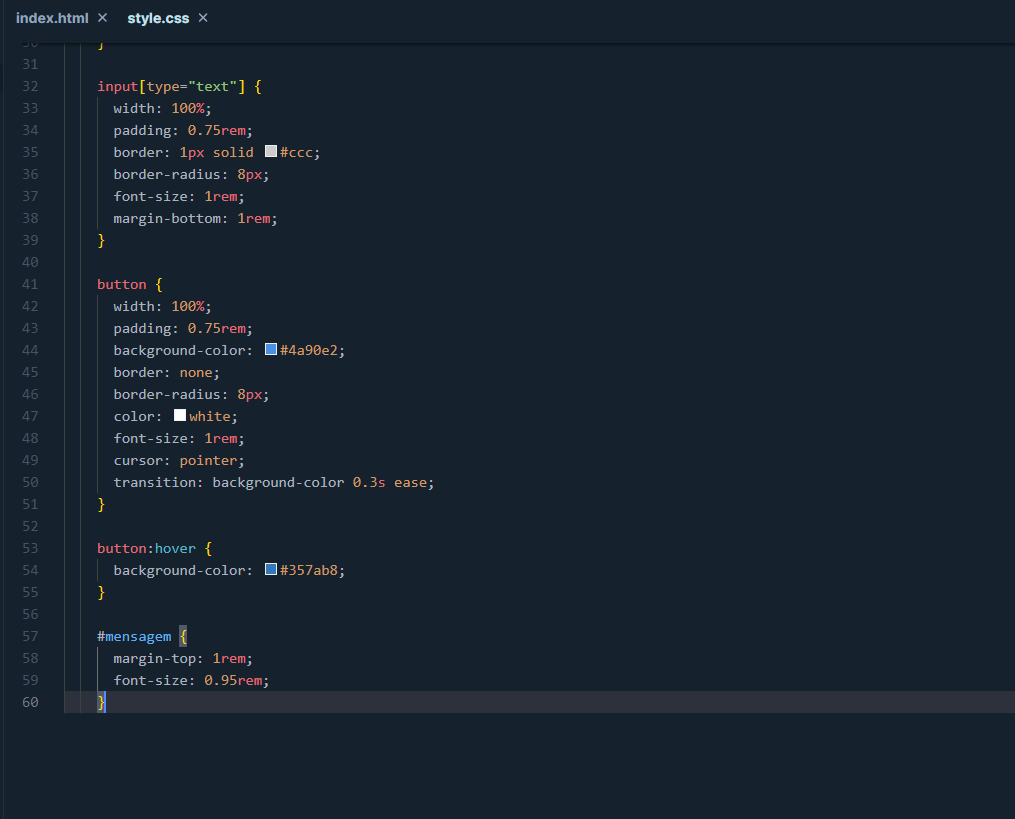 index.html × style.css ×
30 }
31
32 input[type="text"] {
33 width: 100%;
34 padding: 0.75rem;
35 border: 1px solid #ccc;
36 border-radius: 8px;
37 font-size: 1rem;
38 margin-bottom: 1rem;
39 }
40
41 button {
42 width: 100%;
43 padding: 0.75rem;
44 background-color: #4a90e2;
45 border: none;
46 border-radius: 8px;
47 color: white;
48 font-size: 1rem;
49 cursor: pointer;
50 transition: background-color 0.3s ease;
51 }
52
53 button:hover {
54 background-color: #357ab8;
55 }
56
57 #mensagem {
58 margin-top: 1rem;
59 font-size: 0.95rem;
60 }